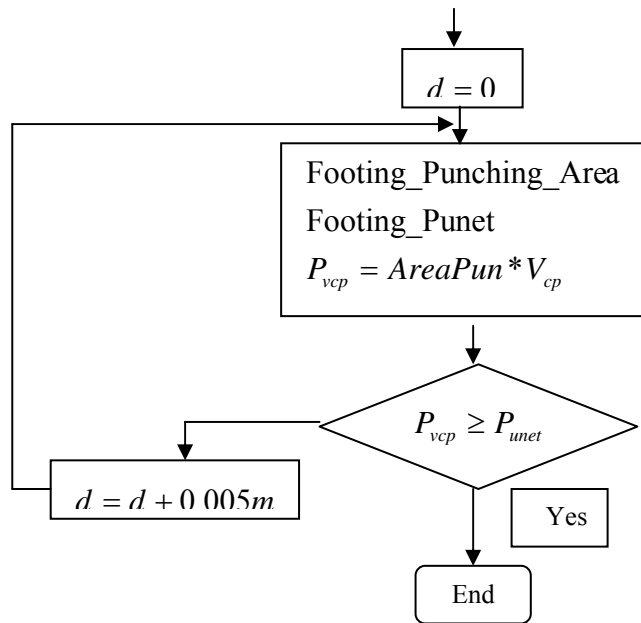 d = 0
Footing_Punching_Area
Footing_Punet
P_vcp = AreaPun * V_cp
P_vcp ≥ P_unet
d = d + 0.005m
Yes
End